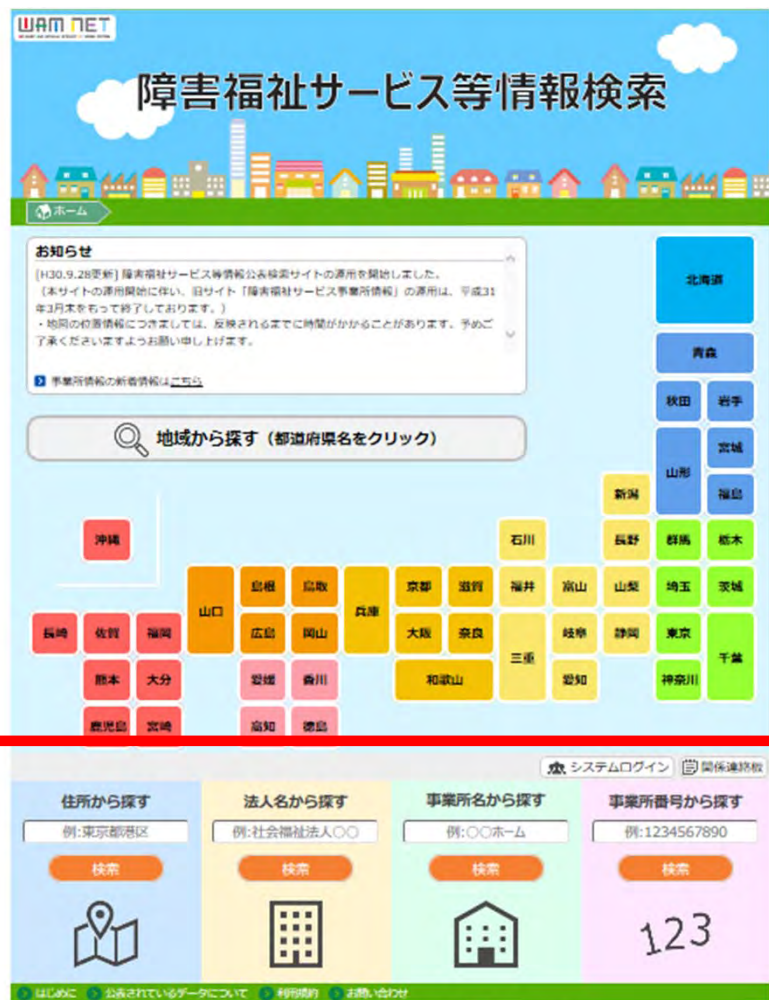 WAM NET
障害福祉サービス等情報検索
ホーム
お知らせ
[H30.9.28更新] 障害福祉サービス等情報公表検索サイトの運用を開始しました。
(本サイトの運用開始に伴い、旧サイト「障害福祉サービス事業所情報」の運用は、平成31
年3月末をもって終了しております。)
・地図の位置情報につきましては、反映されるまでに時間がかかることがあります。予めご
了承くださいますようお願い申し上げます。
事業所情報の新着情報はこちら
地域から探す（都道府県名をクリック）
北海道
青森
秋田 岩手
山形 宮城
新潟 福島
沖縄 石川 長野 群馬 栃木
山口 島根 鳥取 兵庫 京都 滋賀 福井 富山 山梨 埼玉 茨城
長崎 佐賀 福岡 広島 岡山 大阪 奈良 三重 岐阜 静岡 東京 千葉
熊本 大分 愛媛 香川 和歌山 愛知 神奈川
鹿児島 宮崎 高知 徳島
システムログイン 関係連絡板
住所から探す 法人名から探す 事業所名から探す 事業所番号から探す
例:東京都港区 例:社会福祉法人〇〇 例:〇〇ホーム 例:1234567890
検索 検索 検索 検索
123
はじめに 公表されているデータについて 利用規約 お問い合わせ